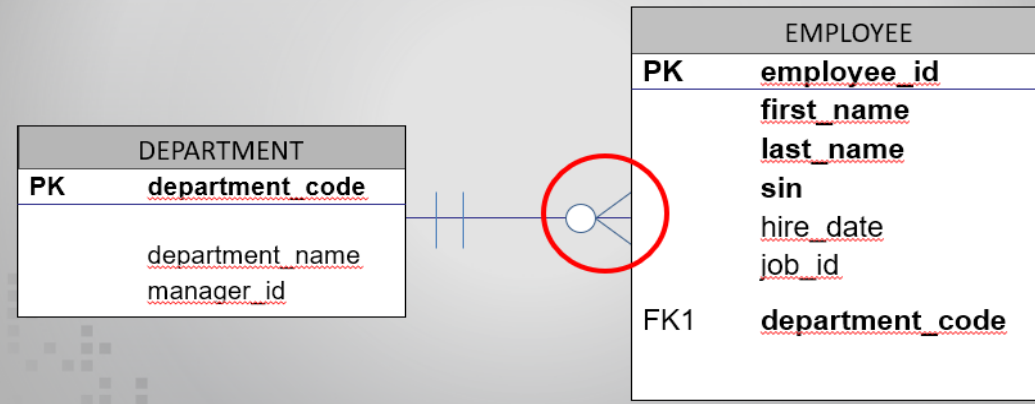 DEPARTMENT
PK department_code
department_name
manager_id
EMPLOYEE
PK employee_id
first_name
last_name
sin
hire_date
job_id
FK1 department_code